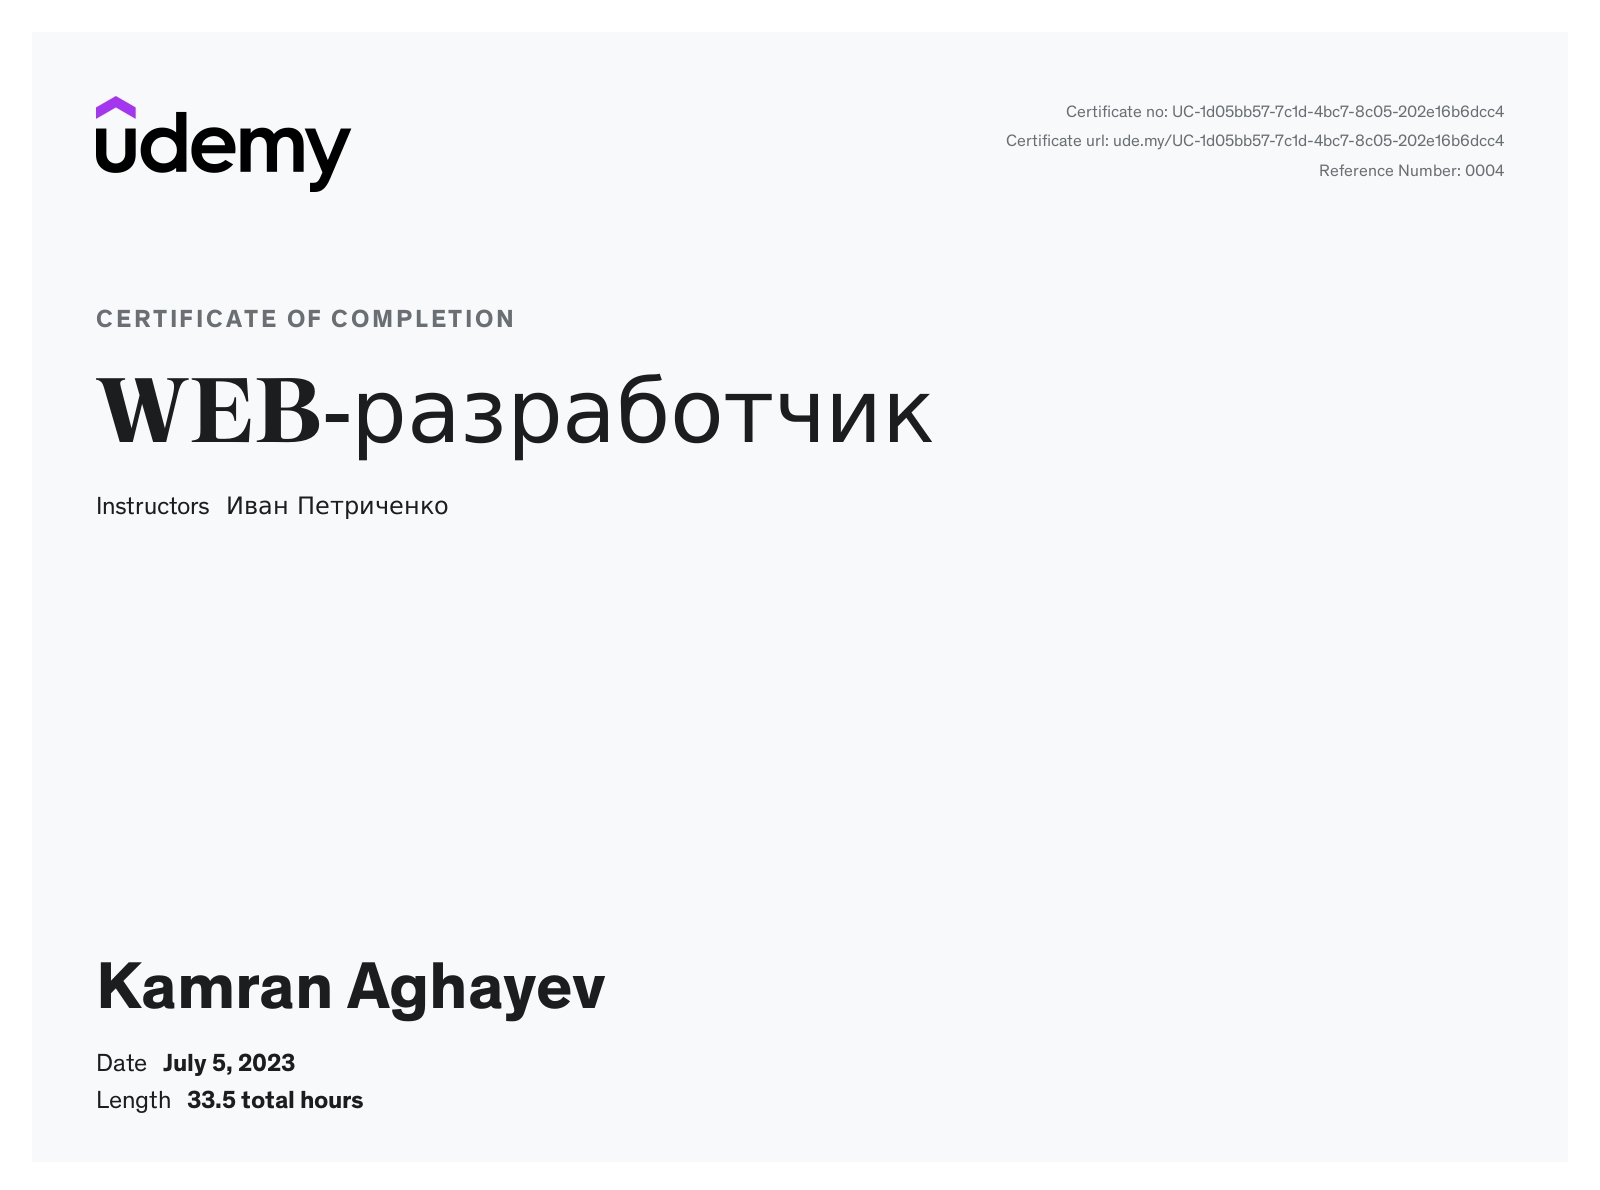 udemy
Certificate no: UC-1d05bb57-7c1d-4bc7-8c05-202e16b6dcc4
Certificate url: ude.my/UC-1d05bb57-7c1d-4bc7-8c05-202e16b6dcc4
Reference Number: 0004
CERTIFICATE OF COMPLETION
WEB-разработчик
Instructors Иван Петриченко
Kamran Aghayev
Date July 5, 2023
Length 33.5 total hours